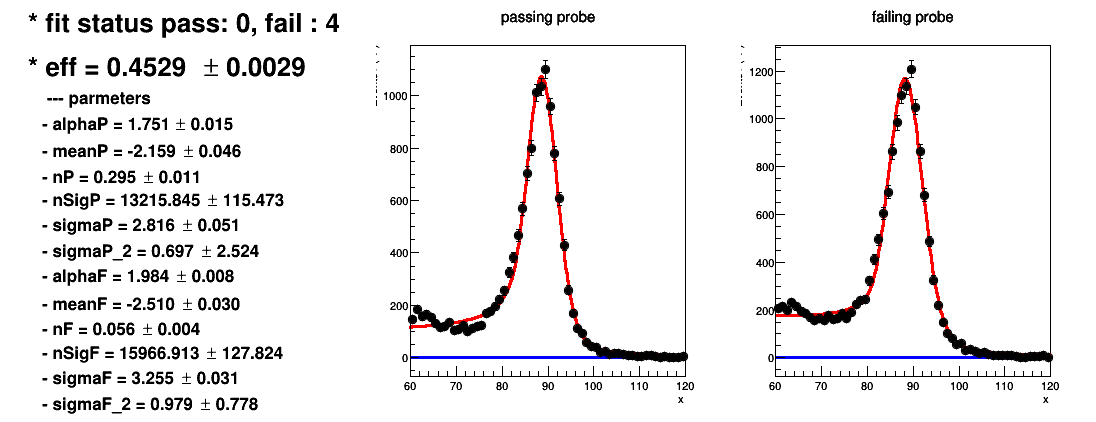 * fit status pass: 0, fail : 4
* eff = 0.4529 ± 0.0029
--- parmeters
- alphaP = 1.751 ± 0.015
- meanP = -2.159 ± 0.046
- nP = 0.295 ± 0.011
- nSigP = 13215.845 ± 115.473
- sigmaP = 2.816 ± 0.051
- sigmaP_2 = 0.697 ± 2.524
- alphaF = 1.984 ± 0.008
- meanF = -2.510 ± 0.030
- nF = 0.056 ± 0.004
- nSigF = 15966.913 ± 127.824
- sigmaF = 3.255 ± 0.031
- sigmaF_2 = 0.979 ± 0.778
passing probe
1000
800
600
400
200
0
60 70 80 90 100 110 120
x
failing probe
1200
1000
800
600
400
200
0
60 70 80 90 100 110 120
x